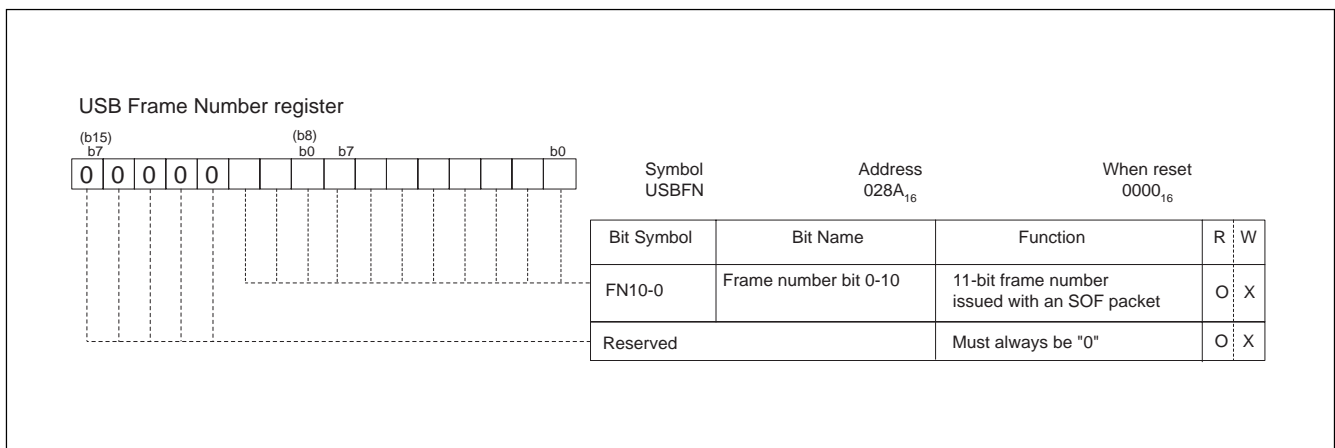 USB Frame Number register
(b15) (b8)
b7 b0 b7 b0
0 0 0 0 0
Symbol Address When reset
USBFN 028A16 000016
Bit Symbol Bit Name Function R W
FN10-0 Frame number bit 0-10 11-bit frame number
issued with an SOF packet O X
Reserved Must always be "0" O X